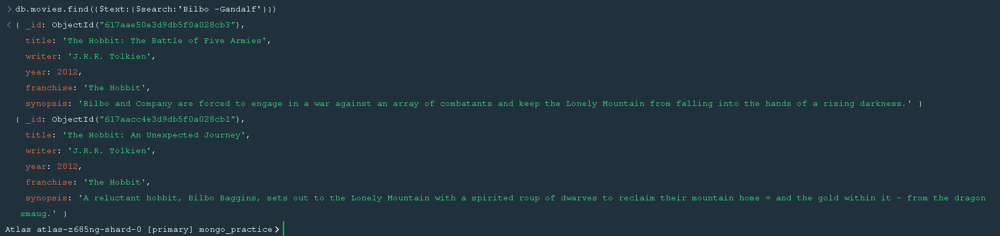 > db.movies.find({$text:{$search:'Bilbo -Gandalf'}})
< { _id: ObjectId("617aae50e3d9db5f0a028cb3"),
title: 'The Hobbit: The Battle of Five Armies',
writer: 'J.R.R. Tolkien',
year: 2012,
franchise: 'The Hobbit',
synopsis: 'Bilbo and Company are forced to engage in a war against an array of combatants and keep the Lonely Mountain from falling into the hands of a rising darkness.' }
{ _id: ObjectId("617aacc4e3d9db5f0a028cb1"),
title: 'The Hobbit: An Unexpected Journey',
writer: 'J.R.R. Tolkien',
year: 2012,
franchise: 'The Hobbit',
synopsis: 'A reluctant hobbit, Bilbo Baggins, sets out to the Lonely Mountain with a spirited roup of dwarves to reclaim their mountain home = and the gold within it - from the dragon
smaug.' }
Atlas atlas-z685ng-shard-0 [primary] mongo_practice>